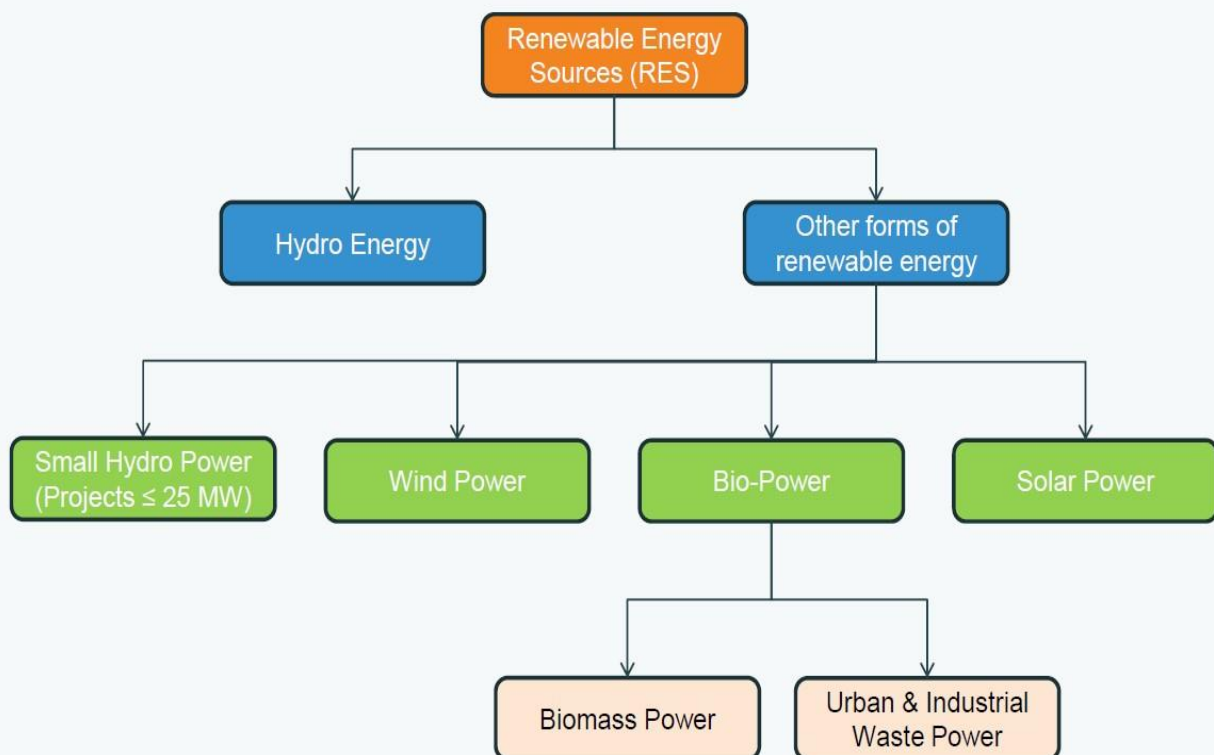 Renewable Energy
Sources (RES)
Hydro Energy
Other forms of
renewable energy
Small Hydro Power
(Projects ≤ 25 MW)
Wind Power
Bio-Power
Solar Power
Biomass Power
Urban & Industrial
Waste Power